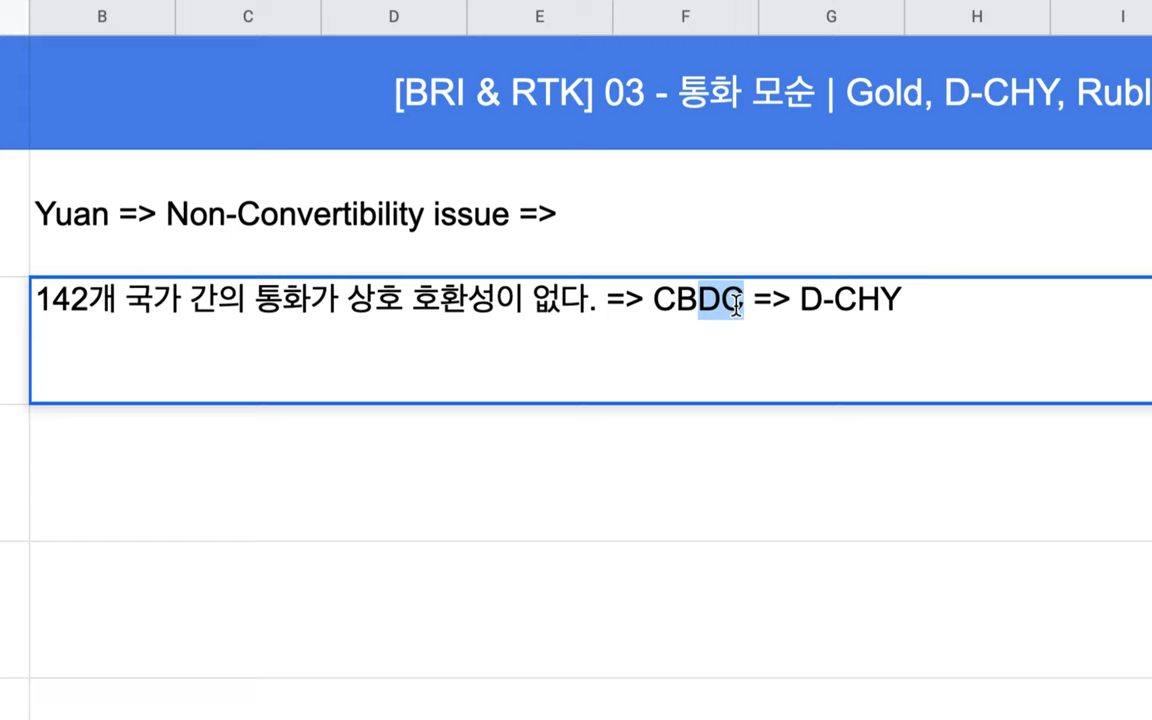 B C D E F G H I
[BRI & RTK] 03 - 통화 모순 | Gold, D-CHY, Rubl
Yuan => Non-Convertibility issue =>
142개 국가 간의 통화가 상호 호환성이 없다. => CBDC => D-CHY